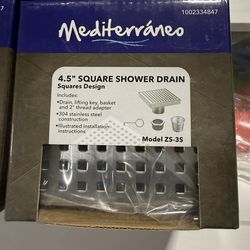 Mediterráneo
1002334847
4.5" SQUARE SHOWER DRAIN
Squares Design
Includes:
•Drain, lifting key, basket
and 2" thread adapter
•304 stainless steel
construction
•Illustrated installation
instructions
Model ZS-3S